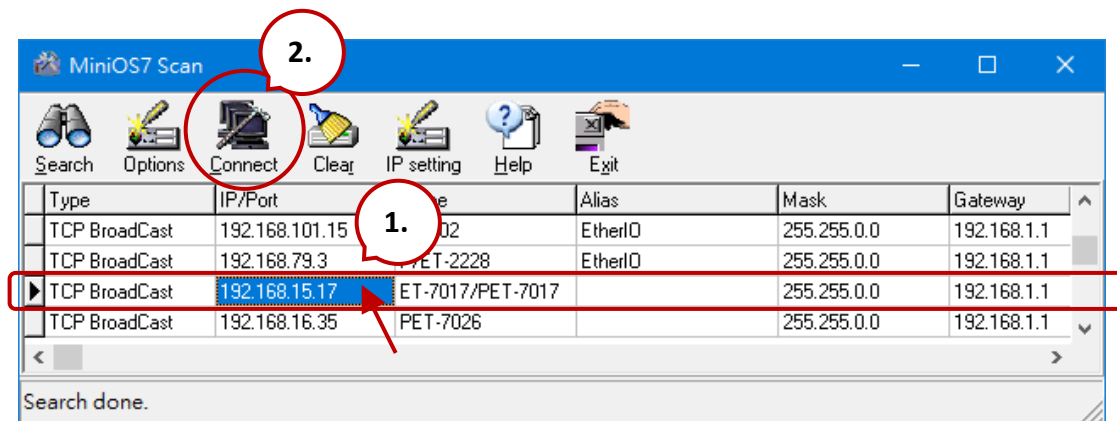 2.
MiniOS7 Scan
Search Options Connect Clear IP setting Help Exit
1.
Type IP/Port Alias Mask Gateway
TCP BroadCast 192.168.101.15 EtherIO 255.255.0.0 192.168.1.1
TCP BroadCast 192.168.79.3 EtherIO 255.255.0.0 192.168.1.1
TCP BroadCast 192.168.15.17 ET-7017/PET-7017 255.255.0.0 192.168.1.1
TCP BroadCast 192.168.16.35 PET-7026 255.255.0.0 192.168.1.1
Search done.